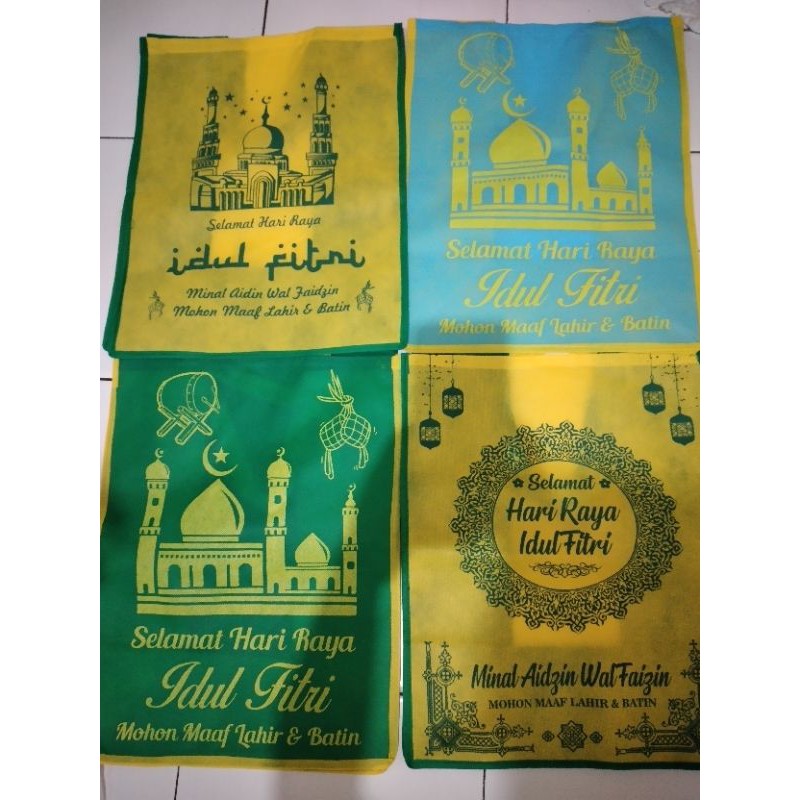 Selamat Hari Raya
idul fitri
Minal Aidin Wal Faidzin
Mohon Maaf Lahir & Batin
Selamat Hari Raya
Idul Fitri
Mohon Maaf Lahir & Batin
Selamat Hari Raya
Idul Fitri
Mohon Maaf Lahir & Batin
Selamat
Hari Raya
Idul Fitri
Minal Aidzin Wal Faizin
MOHON MAAF LAHIR & BATIN